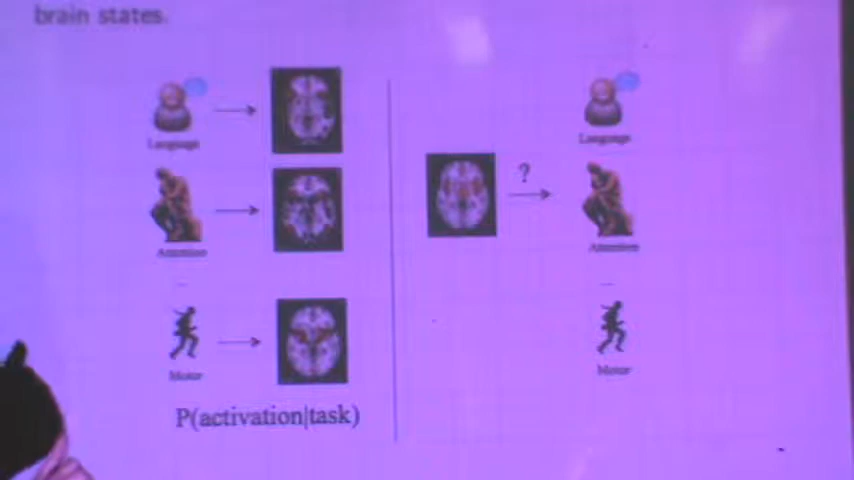 brain states.
Language
Attention
...
Motor
P(activation|task)
?
Language
Attention
...
Motor